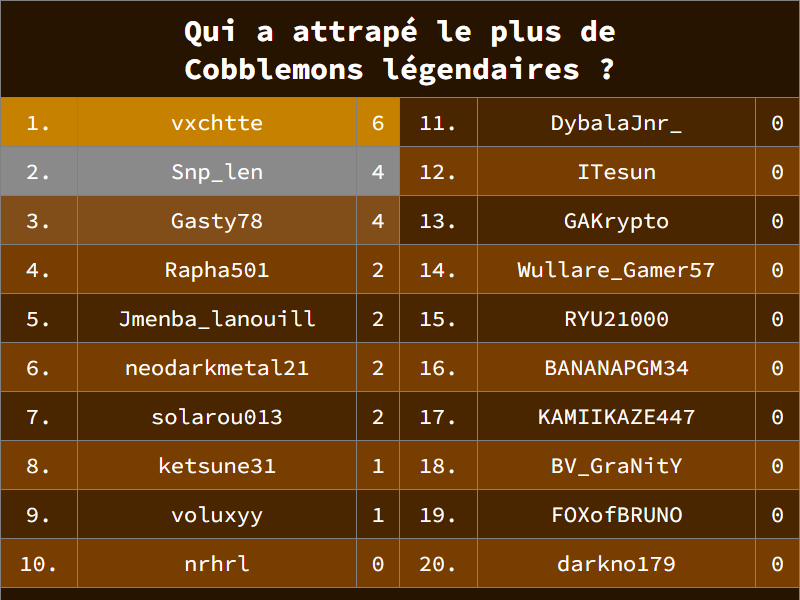 Qui a attrapé le plus de
Cobblemons légendaires ?
1. vxchtte 6
2. Snp_len 4
3. Gasty78 4
4. Rapha501 2
5. Jmenba_lanouill 2
6. neodarkmetal21 2
7. solarou013 2
8. ketsune31 1
9. voluxyy 1
10. nrhrl 0
11. DybalaJnr_ 0
12. ITesun 0
13. GAKrypto 0
14. Wullare_Gamer57 0
15. RYU21000 0
16. BANANAPGM34 0
17. KAMIIKAZE447 0
18. BV_GraNitY 0
19. FOXofBRUNO 0
20. darkno179 0